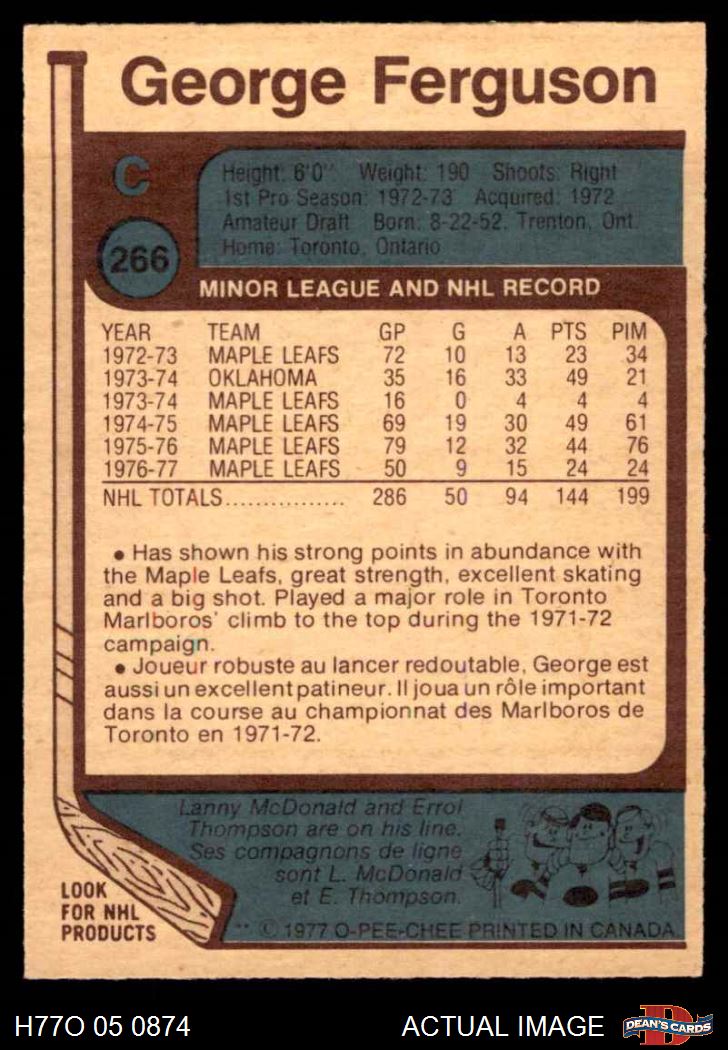 George Ferguson
C
Height: 6'0" Weight: 190 Shoots: Right
1st Pro Season: 1972-73 Acquired: 1972
Amateur Draft Born: 8-22-52, Trenton, Ont.
Home: Toronto, Ontario
266
MINOR LEAGUE AND NHL RECORD
YEAR TEAM GP G A PTS PIM
1972-73 MAPLE LEAFS 72 10 13 23 34
1973-74 OKLAHOMA 35 16 33 49 21
1973-74 MAPLE LEAFS 16 0 4 4 4
1974-75 MAPLE LEAFS 69 19 30 49 61
1975-76 MAPLE LEAFS 79 12 32 44 76
1976-77 MAPLE LEAFS 50 9 15 24 24
NHL TOTALS................ 286 50 94 144 199
• Has shown his strong points in abundance with
the Maple Leafs, great strength, excellent skating
and a big shot. Played a major role in Toronto
Marlboros' climb to the top during the 1971-72
campaign.
• Joueur robuste au lancer redoutable, George est
aussi un excellent patineur. Il joua un rôle important
dans la course au championnat des Marlboros de
Toronto en 1971-72.
Lanny McDonald and Errol
Thompson are on his line.
Ses compagnons de ligne
sont L. McDonald
et E. Thompson.
LOOK
FOR NHL
PRODUCTS
** © 1977 O-PEE-CHEE PRINTED IN CANADA
H77O 05 0874
ACTUAL IMAGE
D
DEAN'S CARDS